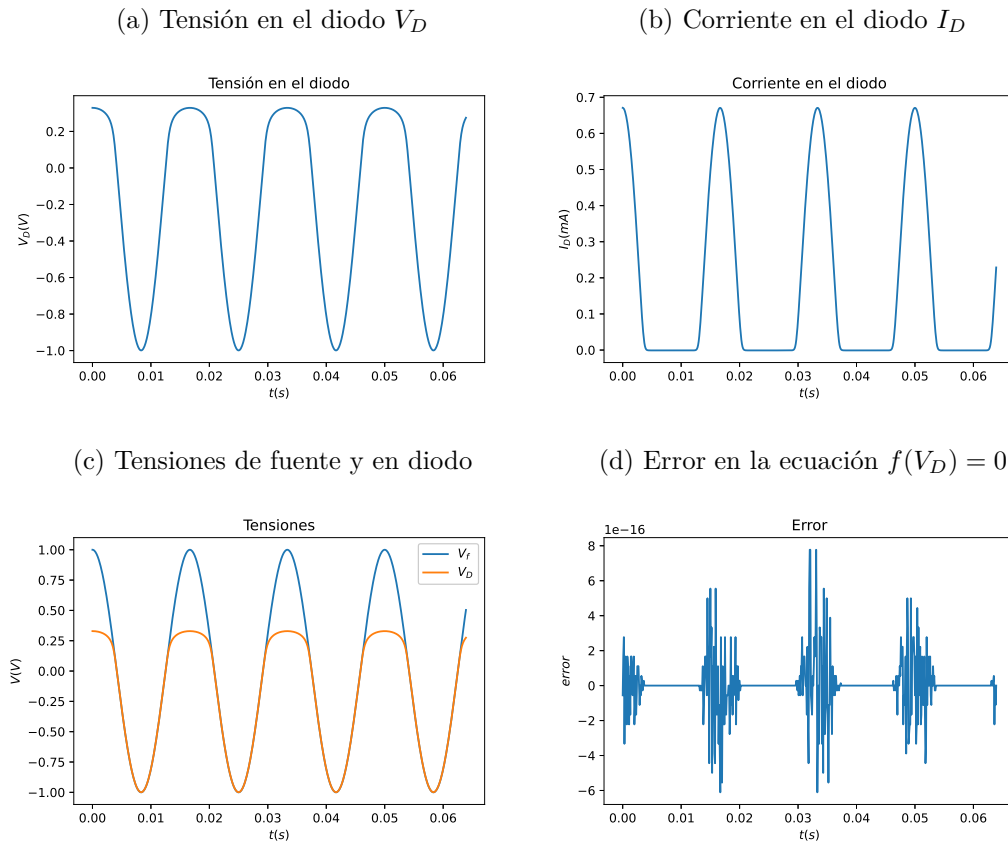 (a) Tensión en el diodo V_D
Tensión en el diodo
0.2
0.0
−0.2
−0.4
−0.6
−0.8
−1.0
V_D(V)
0.00 0.01 0.02 0.03 0.04 0.05 0.06
t(s)
(b) Corriente en el diodo I_D
Corriente en el diodo
0.7
0.6
0.5
0.4
0.3
0.2
0.1
0.0
I_D(mA)
0.00 0.01 0.02 0.03 0.04 0.05 0.06
t(s)
(c) Tensiones de fuente y en diodo
Tensiones
1.00
0.75
0.50
0.25
0.00
−0.25
−0.50
−0.75
−1.00
V(V)
V_f
V_D
0.00 0.01 0.02 0.03 0.04 0.05 0.06
t(s)
(d) Error en la ecuación f(V_D) = 0
1e−16
Error
8
6
4
2
0
−2
−4
−6
error
0.00 0.01 0.02 0.03 0.04 0.05 0.06
t(s)